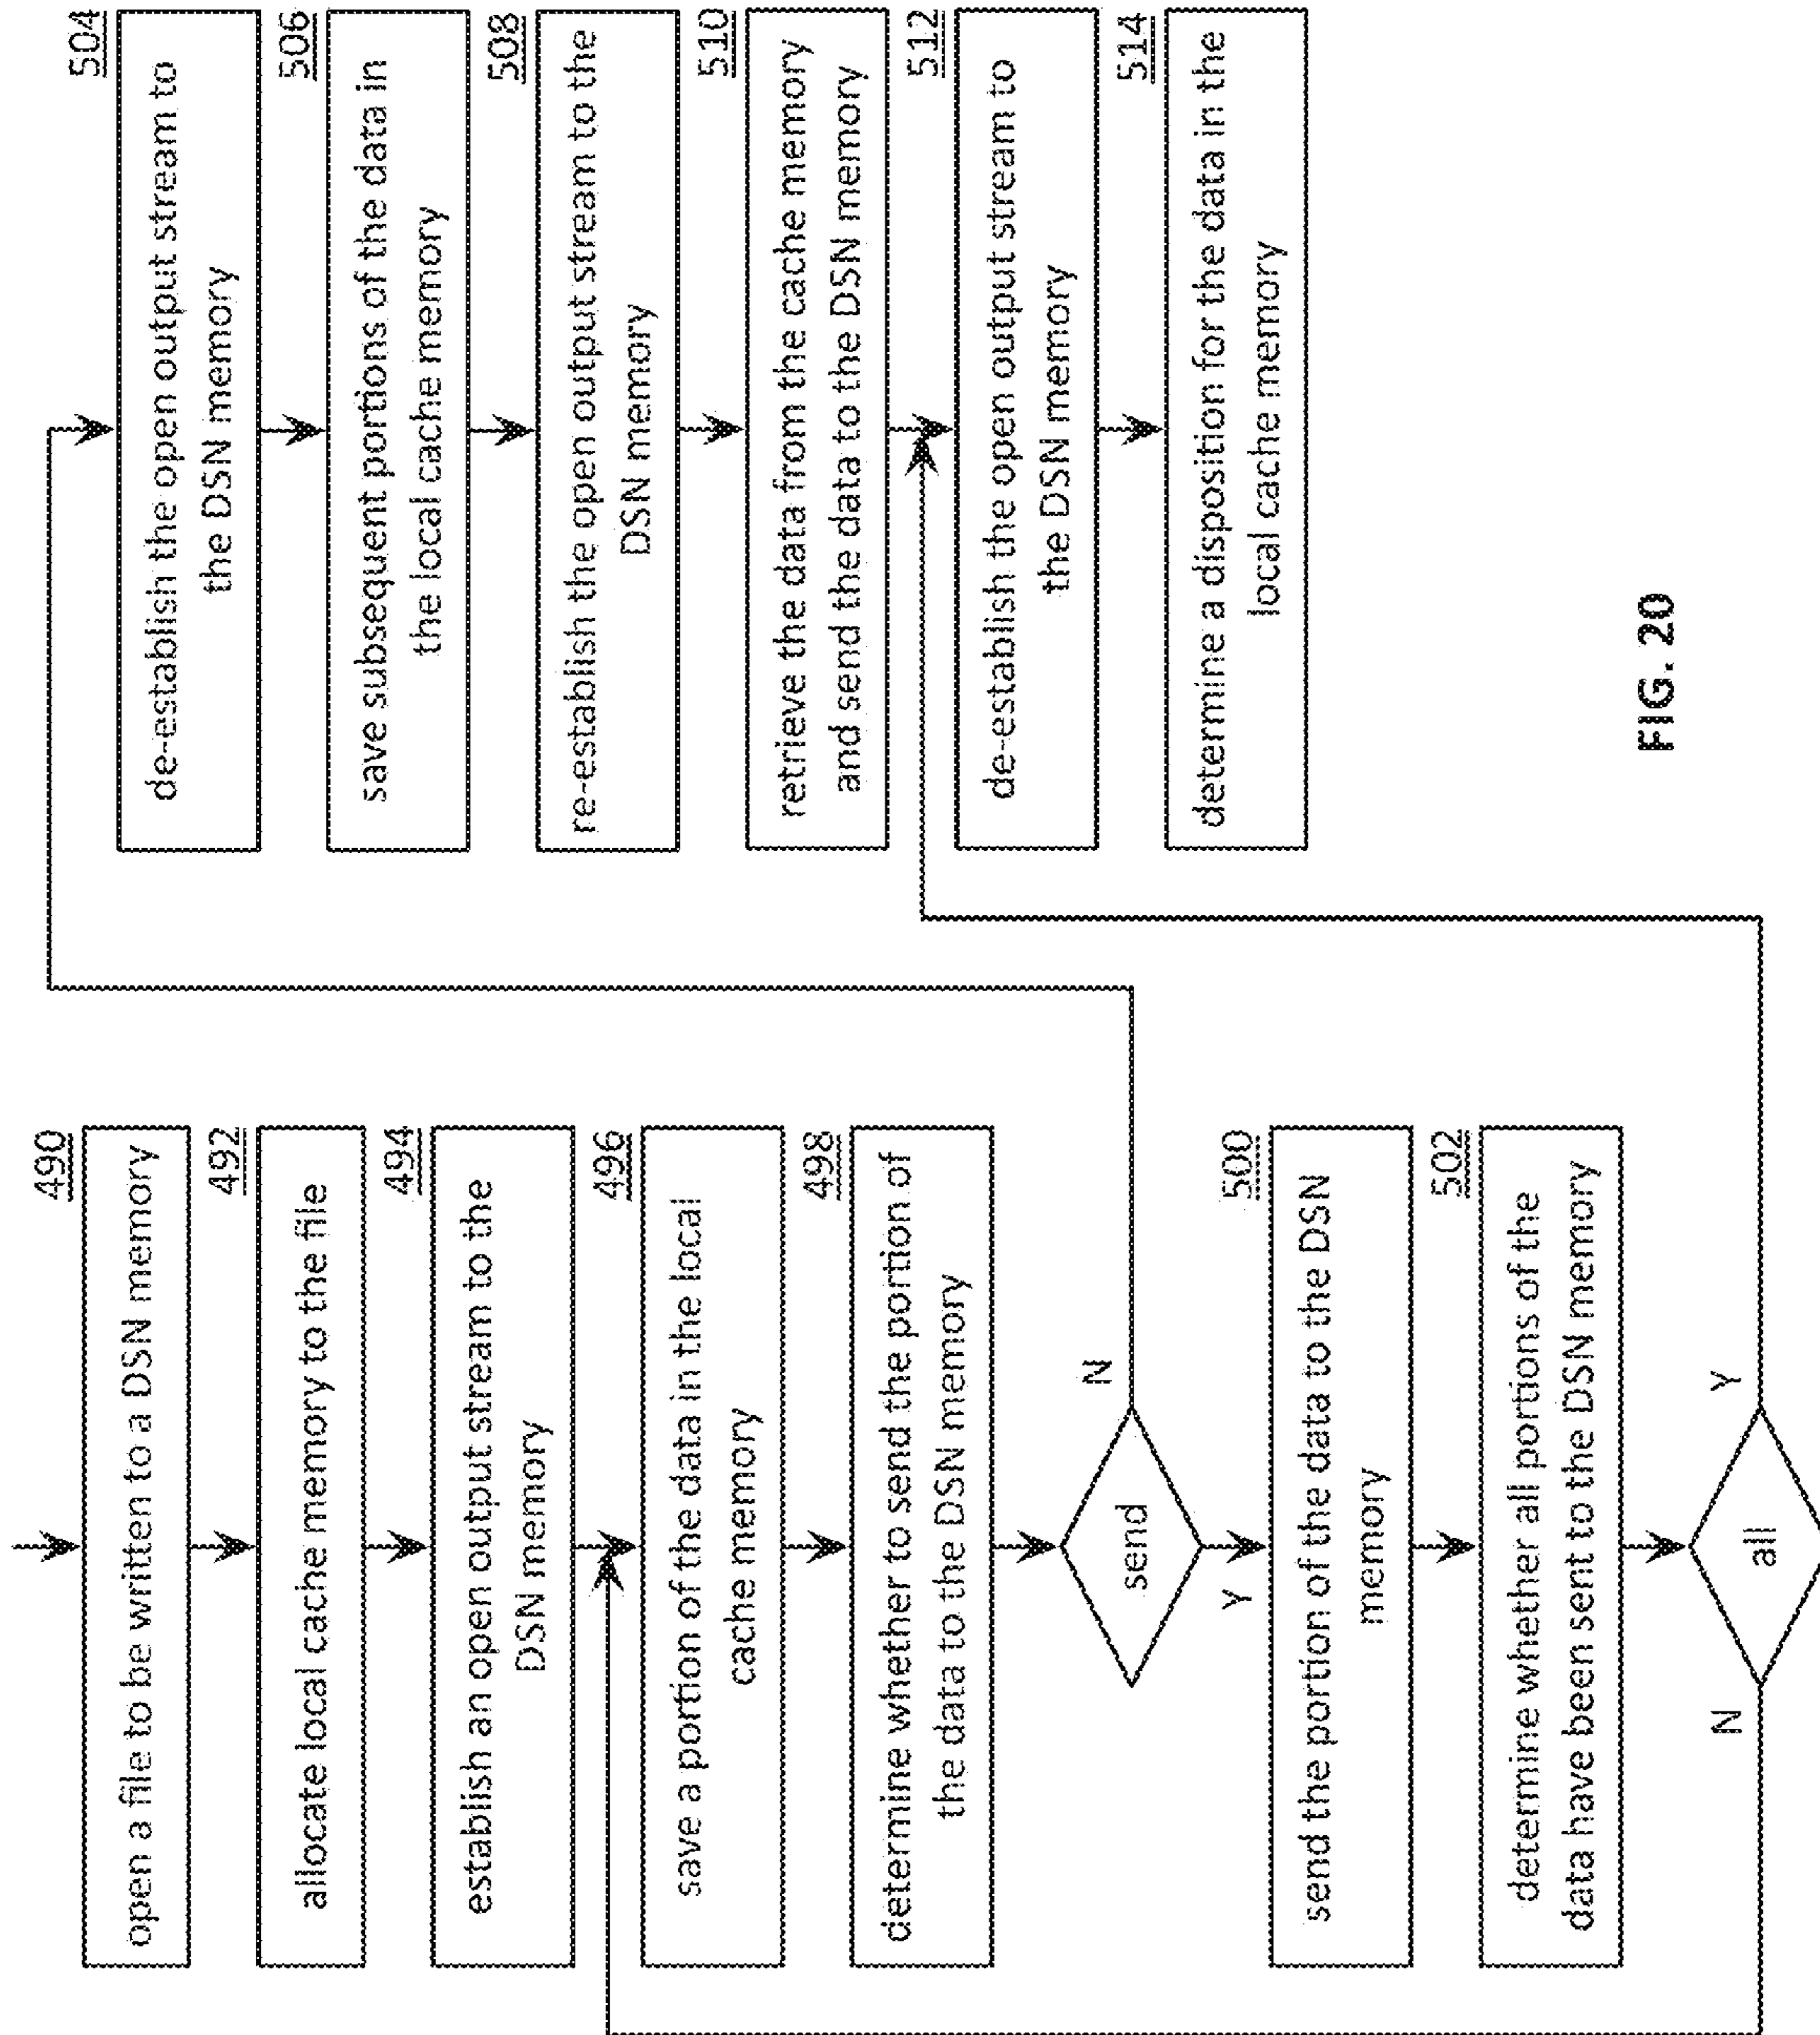 490
open a file to be written to a DSN memory
492
allocate local cache memory to the file
494
establish an open output stream to the
DSN memory
496
save a portion of the data in the local
cache memory
498
determine whether to send the portion of
the data to the DSN memory
send
N
Y
500
send the portion of the data to the DSN
memory
502
determine whether all portions of the
data have been sent to the DSN memory
all
N
Y
504
de-establish the open output stream to
the DSN memory
506
save subsequent portions of the data in
the local cache memory
508
re-establish the open output stream to the
DSN memory
510
retrieve the data from the cache memory
and send the data to the DSN memory
512
de-establish the open output stream to
the DSN memory
514
determine a disposition for the data in the
local cache memory
FIG. 20